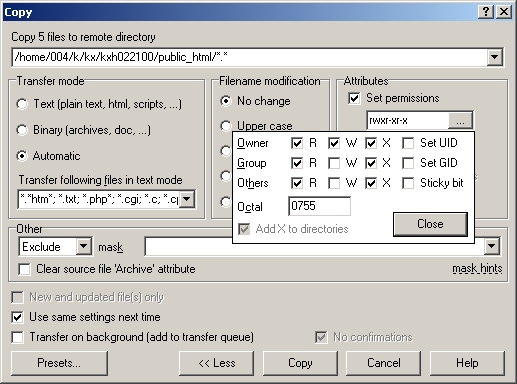 Copy
Copy 5 files to remote directory
/home/004/k/kx/kxh022100/public_html/*.*
Transfer mode
Text (plain text, html, scripts, ...)
Binary (archives, doc, ...)
Automatic
Transfer following files in text mode
*.*htm*; *.txt; *.php*; *.cgi; *.c; *.cp
Filename modification
No change
Upper case
Attributes
Set permissions
rwxr-xr-x ...
Owner R W X Set UID
Group R W X Set GID
Others R W X Sticky bit
Octal 0755
Add X to directories
Close
Other
Exclude mask
Clear source file 'Archive' attribute
mask hints
New and updated file(s) only
Use same settings next time
Transfer on background (add to transfer queue) No confirmations
Presets... << Less Copy Cancel Help